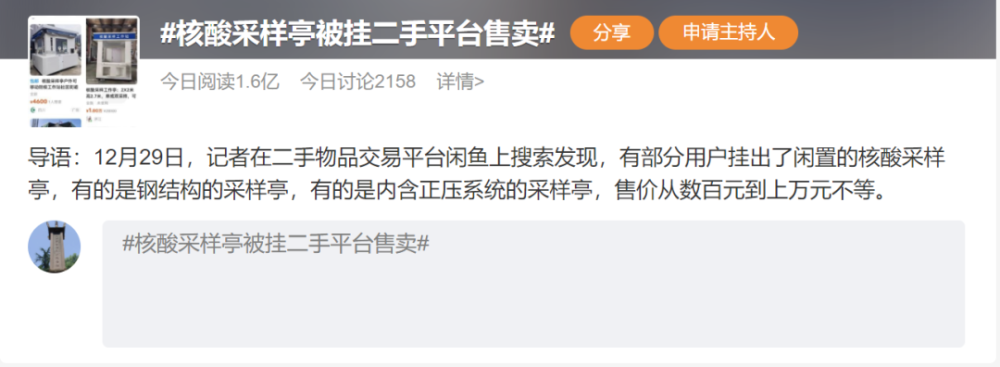 #核酸采样亭被挂二手平台售卖#
分享
申请主持人
今日阅读1.6亿 今日讨论2158 详情>
导语：12月29日，记者在二手物品交易平台闲鱼上搜索发现，有部分用户挂出了闲置的核酸采样
亭，有的是钢结构的采样亭，有的是内含正压系统的采样亭，售价从数百元到上万元不等。
#核酸采样亭被挂二手平台售卖#